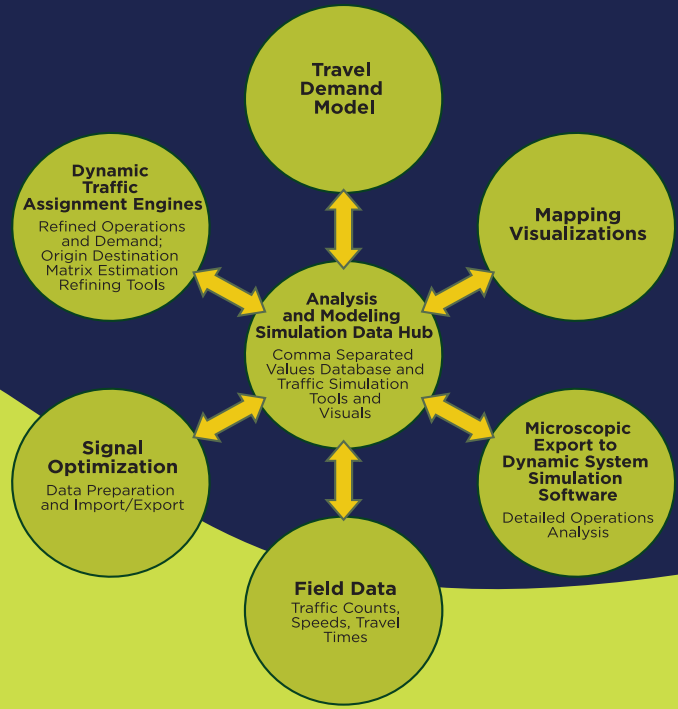 Travel
Demand
Model
Dynamic
Traffic
Assignment Engines
Refined Operations
and Demand;
Origin Destination
Matrix Estimation
Refining Tools
Mapping
Visualizations
Analysis
and Modeling
Simulation Data Hub
Comma Separated
Values Database and
Traffic Simulation
Tools and
Visuals
Signal
Optimization
Data Preparation
and Import/Export
Microscopic
Export to
Dynamic System
Simulation
Software
Detailed Operations
Analysis
Field Data
Traffic Counts,
Speeds, Travel
Times